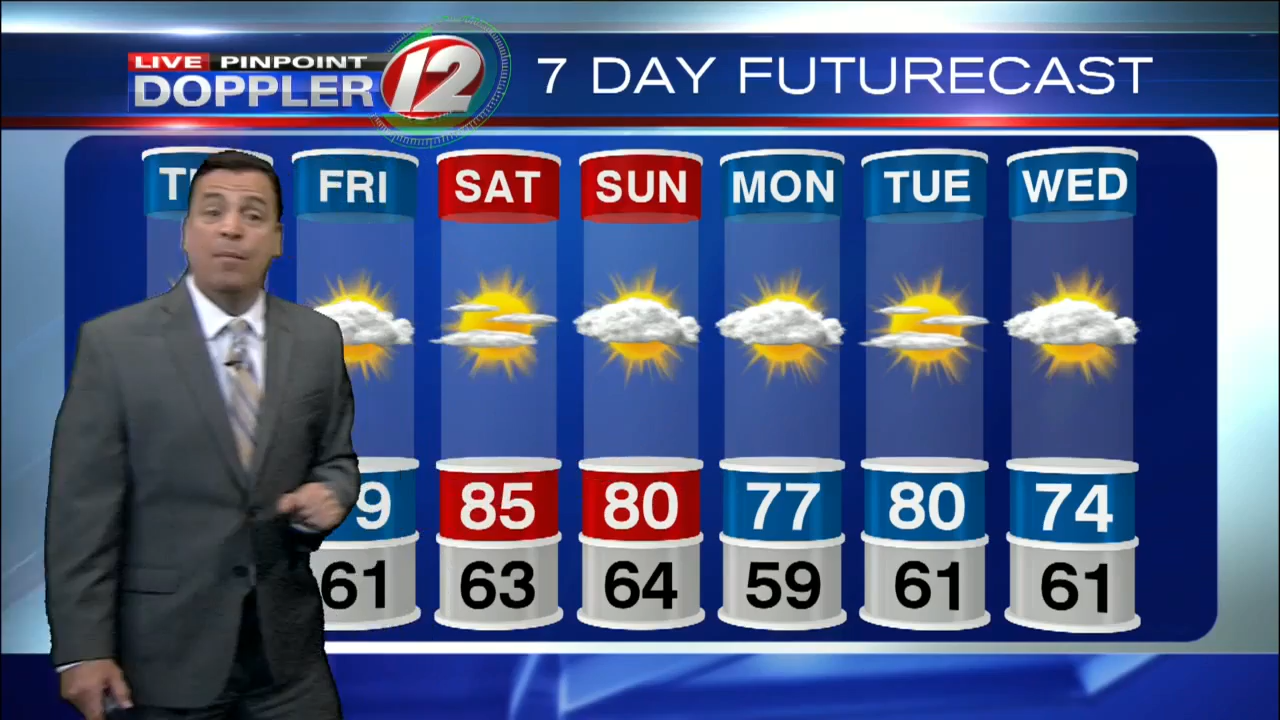 LIVE PINPOINT
DOPPLER 12
7 DAY FUTURECAST
FRI SAT SUN MON TUE WED
85 80 77 80 74
61 63 64 59 61 61